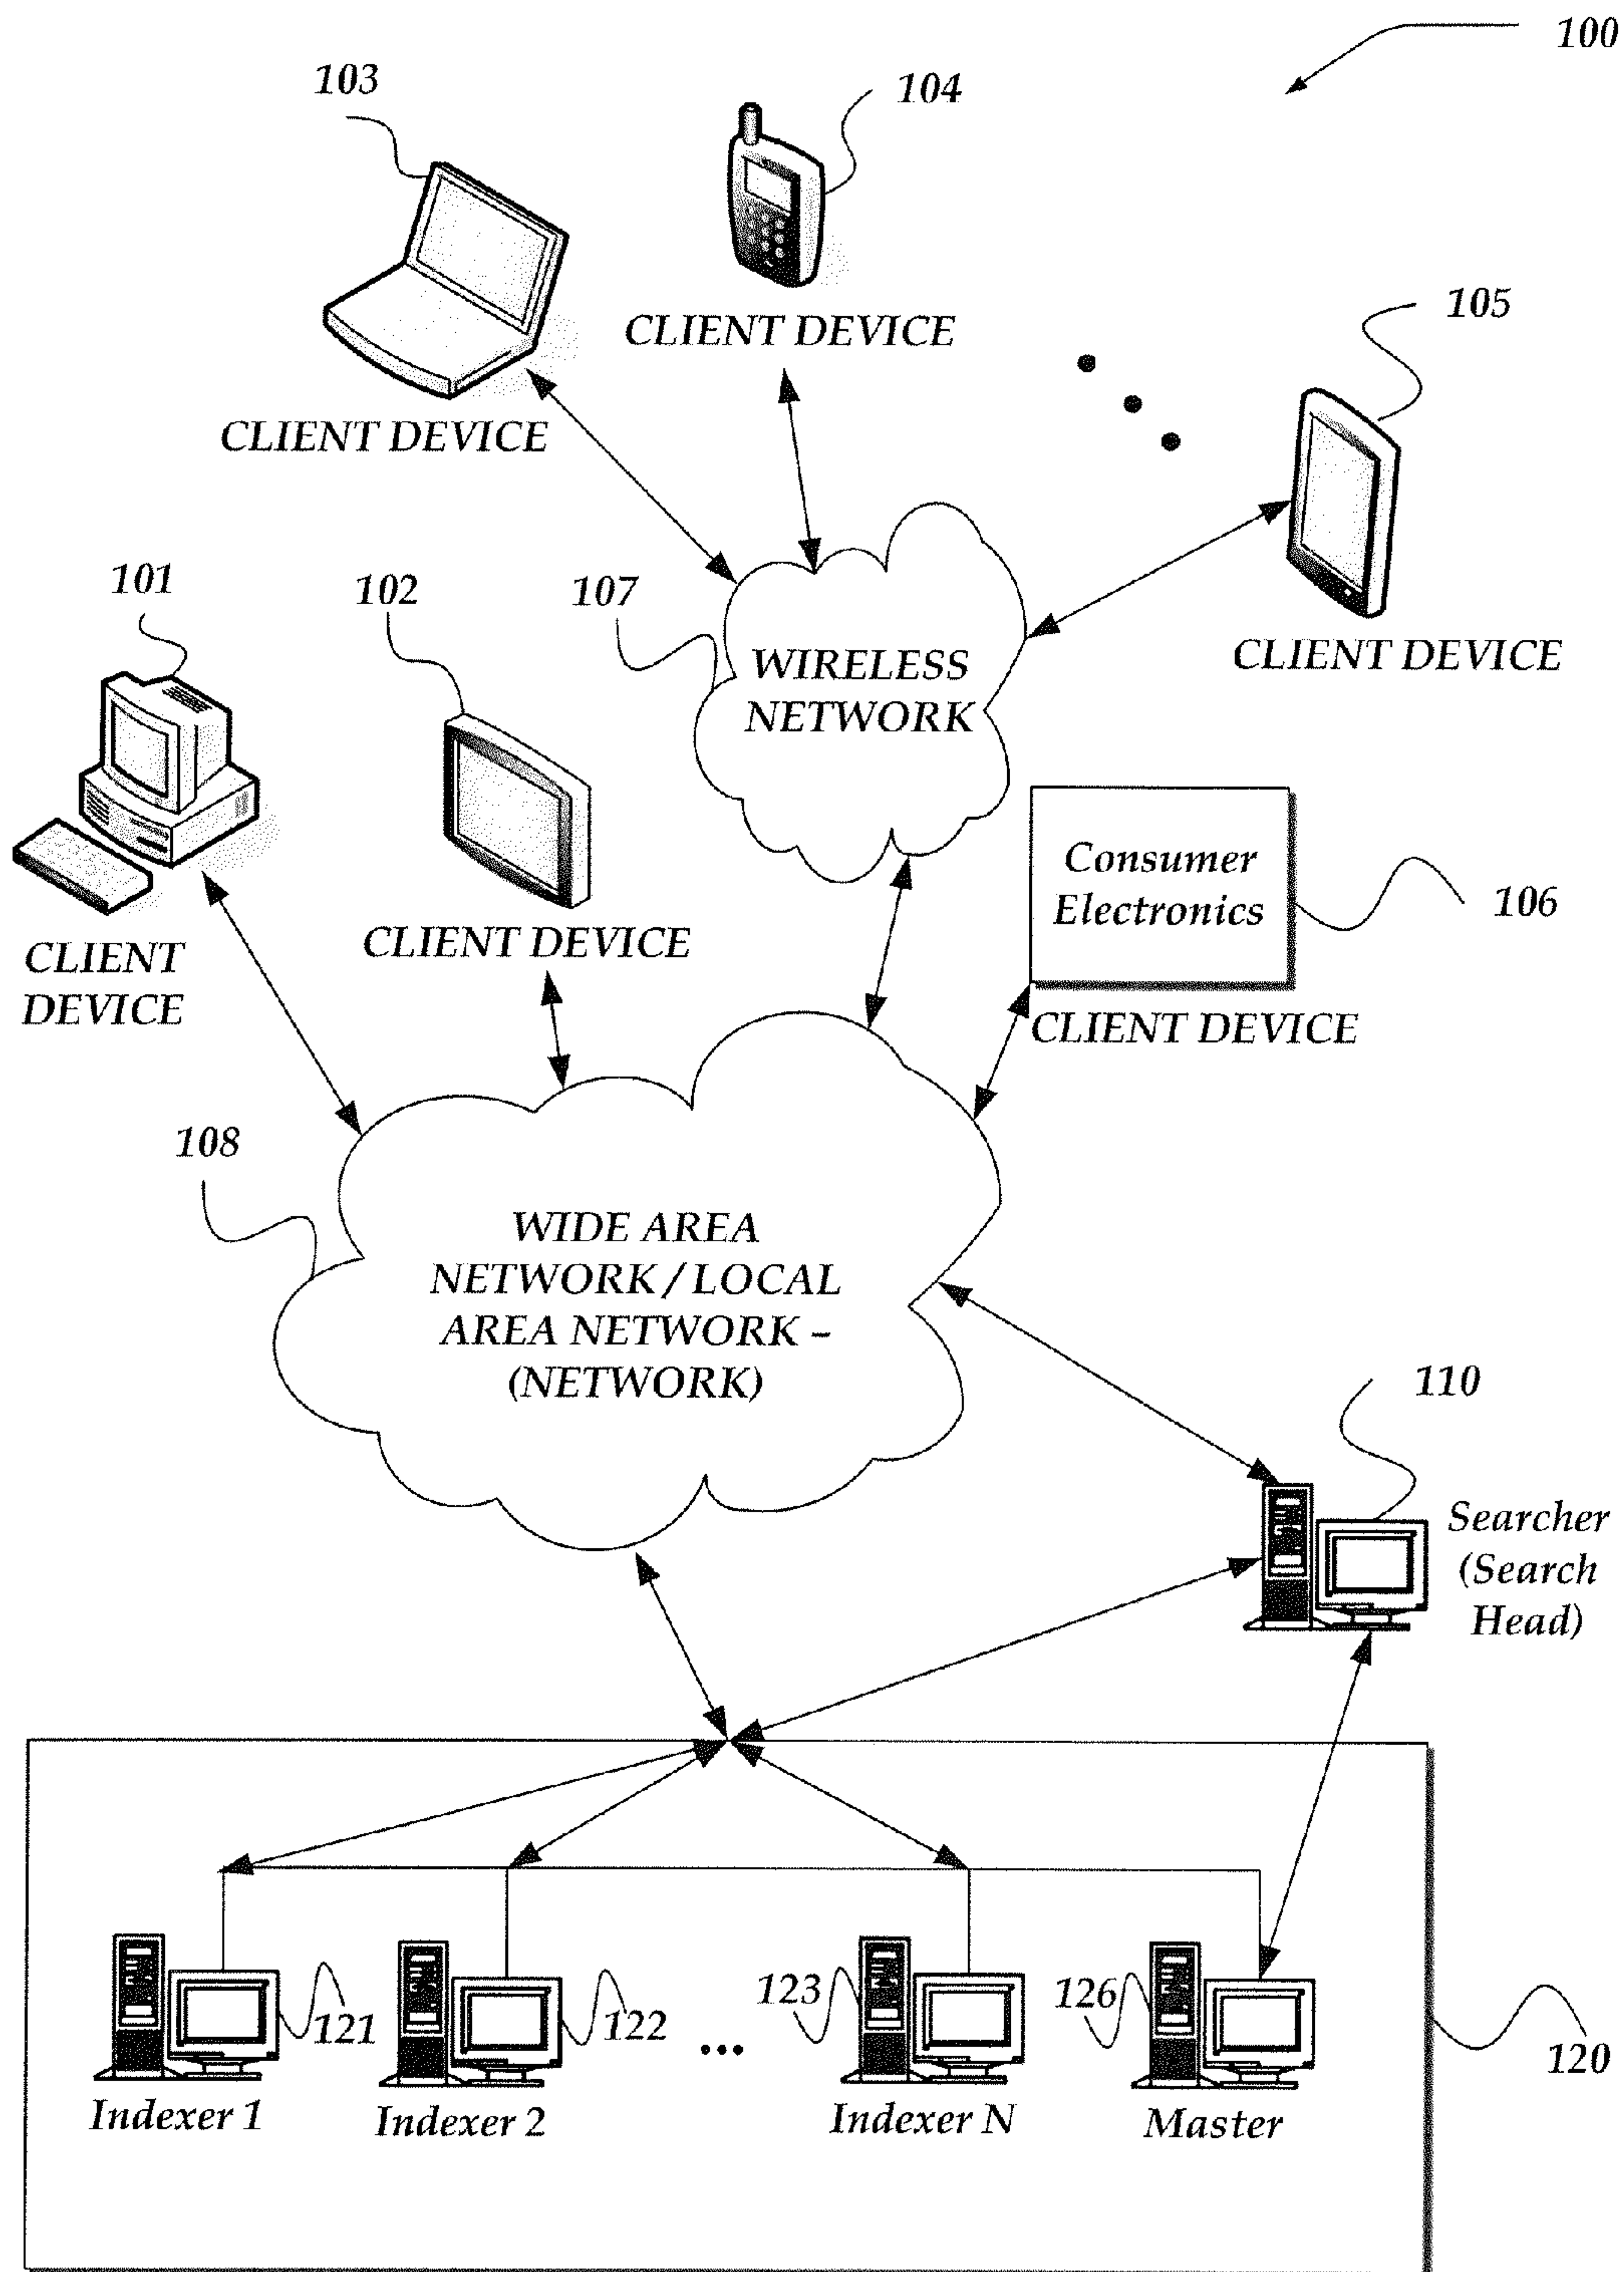 100
103
104
CLIENT DEVICE
105
CLIENT DEVICE
101
102
107
WIRELESS
NETWORK
CLIENT DEVICE
Consumer
Electronics
106
CLIENT
DEVICE
CLIENT DEVICE
CLIENT DEVICE
108
WIDE AREA
NETWORK / LOCAL
AREA NETWORK –
(NETWORK)
110
Searcher
(Search
Head)
121
122
...
123
126
120
Indexer 1
Indexer 2
Indexer N
Master